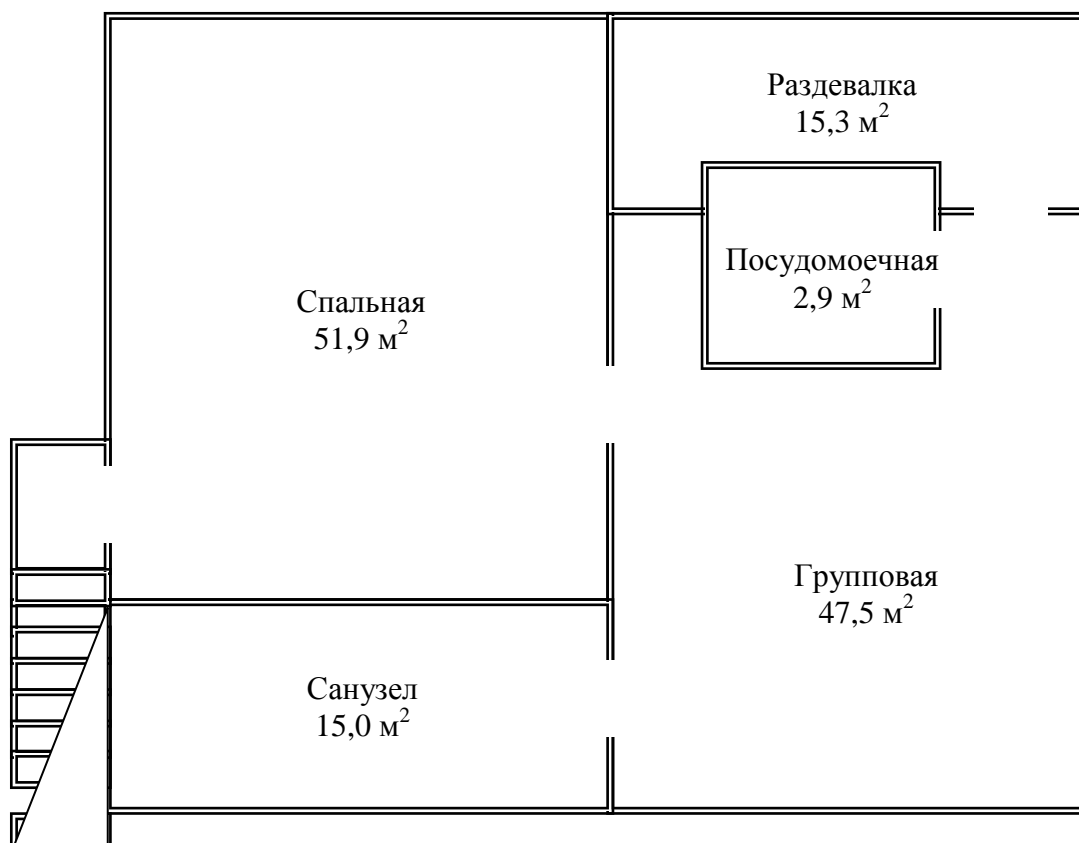 Раздевалка
15,3 м²
Посудомоечная
2,9 м²
Спальная
51,9 м²
Групповая
47,5 м²
Санузел
15,0 м²